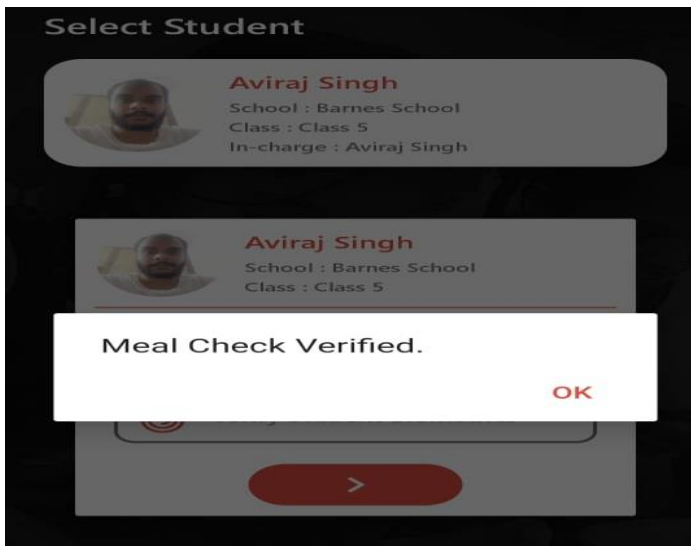 Select Student
Aviraj Singh
School : Barnes School
Class : Class 5
In-charge : Aviraj Singh
Aviraj Singh
School : Barnes School
Class : Class 5
Meal Check Verified.
OK